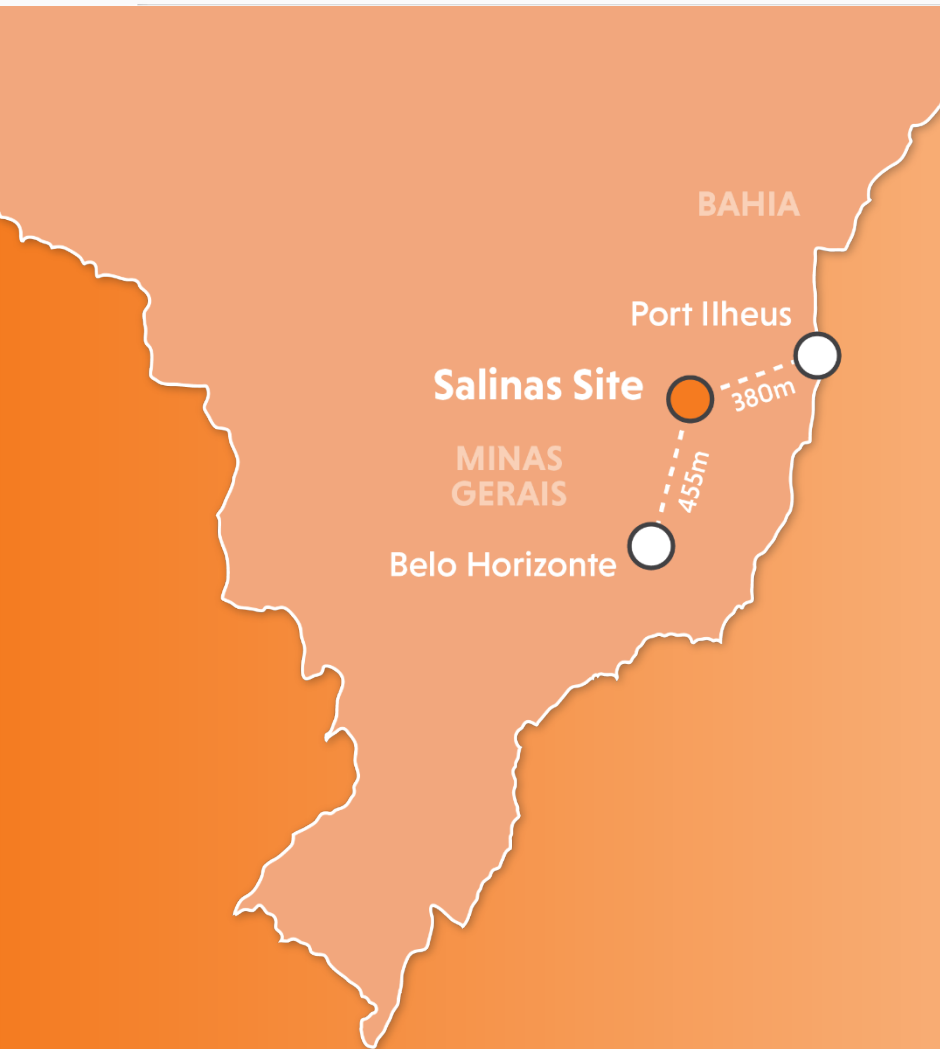 BAHIA
Port Ilheus
Salinas Site
380m
MINAS
GERAIS
455m
Belo Horizonte